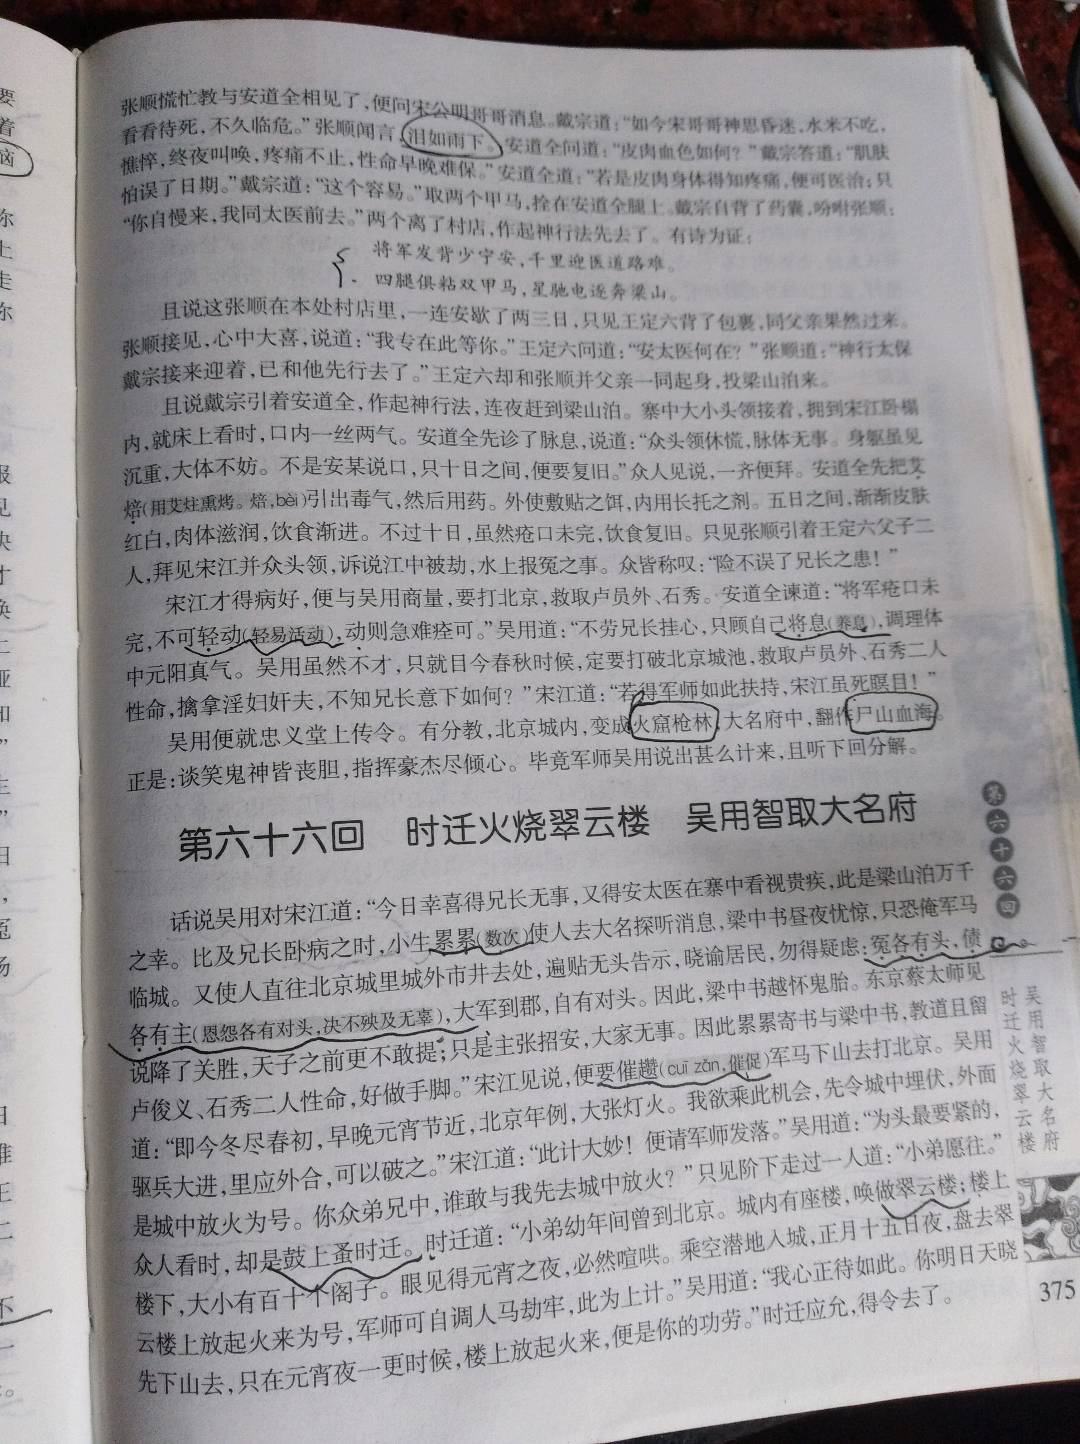 张顺慌忙教与安道全相见了,便问宋公明哥哥消息。戴宗道:“如今宋哥哥神思昏迷,水米不吃,
看看待死,不久临危。”张顺闻言,泪如雨下。安道全问道:“皮肉血色如何?”戴宗答道:“肌肤
憔悴,终夜叫唤,疼痛不止,性命早晚难保。”安道全道:“若是皮肉身体得知疼痛,便可医治;只
怕误了日期。”戴宗道:“这个容易。”取两个甲马,拴在安道全腿上。戴宗自背了药囊,吩咐张顺:
“你自慢来,我同太医前去。”两个离了村店,作起神行法先去了。有诗为证:
将军发背少宁安,千里迎医道路难。
四腿俱粘双甲马,星驰电逐奔梁山。
且说这张顺在本处村店里,一连安歇了两三日,只见王定六背了包裹,同父亲果然过来。
张顺接见,心中大喜,说道:“我专在此等你。”王定六问道:“安太医何在?”张顺道:“神行太保
戴宗接来迎着,已和他先行去了。”王定六却和张顺并父亲一同起身,投梁山泊来。
且说戴宗引着安道全,作起神行法,连夜赶到梁山泊。寨中大小头领接着,拥到宋江卧榻
内,就床上看时,口内一丝两气。安道全先诊了脉息,说道:“众头领休慌,脉体无事。身躯虽见
沉重,大体不妨。不是安某说口,只十日之间,便要复旧。”众人见说,一齐便拜。安道全先把艾
焙(用艾炷熏烤。焙,bèi)引出毒气,然后用药。外使敷贴之饵,内用长托之剂。五日之间,渐渐皮肤
红白,肉体滋润,饮食渐进。不过十日,虽然疮口未完,饮食复旧。只见张顺引着王定六父子二
人,拜见宋江并众头领,诉说江中被劫,水上报冤之事。众皆称叹:“险不误了兄长之患!”
宋江才得病好,便与吴用商量,要打北京,救取卢员外、石秀。安道全谏道:“将军疮口未
完,不可轻动(轻易活动),动则急难痊可。”吴用道:“不劳兄长挂心,只顾自己将息(养息),调理体
中元阳真气。吴用虽然不才,只就目今春秋时候,定要打破北京城池,救取卢员外、石秀二人
性命,擒拿淫妇奸夫,不知兄长意下如何?”宋江道:“若得军师如此扶持,宋江虽死瞑目!”
吴用便就忠义堂上传令。有分教,北京城内,变成火窟枪林;大名府中,翻作尸山血海。
正是:谈笑鬼神皆丧胆,指挥豪杰尽倾心。毕竟军师吴用说出甚么计来,且听下回分解。
第六十六回 时迁火烧翠云楼 吴用智取大名府
话说吴用对宋江道:“今日幸喜得兄长无事,又得安太医在寨中看视贵疾,此是梁山泊万千
之幸。比及兄长卧病之时,小生累累(数次)使人去大名探听消息,梁中书昼夜忧惊,只恐俺军马
临城。又使人直往北京城里城外市井去处,遍贴无头告示,晓谕居民,勿得疑虑:冤各有头,债
各有主(恩怨各有对头,决不殃及无辜),大军到郡,自有对头。因此,梁中书越怀鬼胎。东京蔡太师见
说降了关胜,天子之前更不敢提;只是主张招安,大家无事。因此累累寄书与梁中书,教道且留
卢俊义、石秀二人性命,好做手脚。”宋江见说,便要催趱(cuī zǎn,催促)军马下山去打北京。吴用
道:“即今冬尽春初,早晚元宵节近,北京年例,大张灯火。我欲乘此机会,先令城中埋伏,外面
驱兵大进,里应外合,可以破之。”宋江道:“此计大妙!便请军师发落。”吴用道:“为头最要紧的,
是城中放火为号。你众弟兄中,谁敢与我先去城中放火?”只见阶下走过一人道:“小弟愿往。”
众人看时,却是鼓上蚤时迁。时迁道:“小弟幼年间曾到北京。城内有座楼,唤做翠云楼;楼上
楼下,大小有百十个阁子。眼见得元宵之夜,必然喧哄。乘空潜地入城,正月十五日夜,盘去翠
云楼上放起火来为号,军师可自调人马劫牢,此为上计。”吴用道:“我心正待如此。你明日天晓
先下山去,只在元宵夜一更时候,楼上放起火来,便是你的功劳。”时迁应允,得令去了。
第六十六回
时迁火烧翠云楼
吴用智取大名府
375